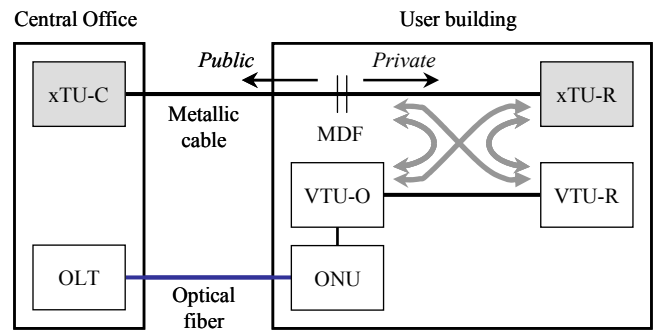 Central Office
User building
Public
Private
xTU-C
xTU-R
Metallic
cable
MDF
VTU-O
VTU-R
OLT
ONU
Optical
fiber